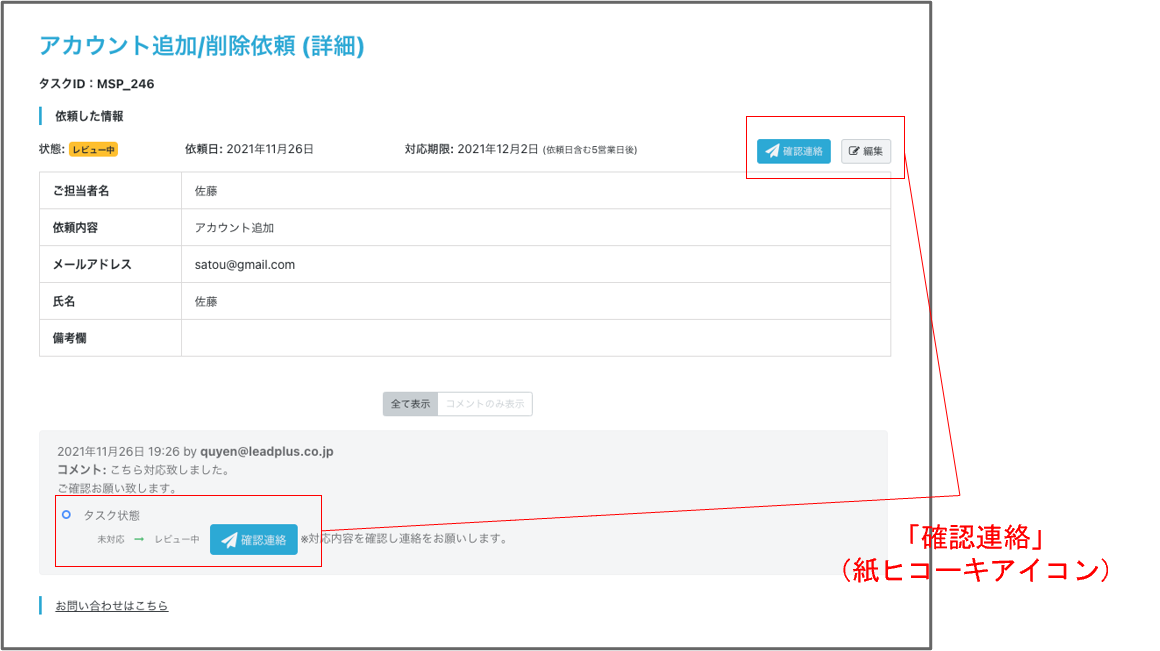 アカウント追加/削除依頼 (詳細)
タスクID：MSP_246
依頼した情報
状態: レビュー中 依頼日: 2021年11月26日 対応期限: 2021年12月2日 (依頼日含む5営業日後) 確認連絡 編集
ご担当者名 佐藤
依頼内容 アカウント追加
メールアドレス satou@gmail.com
氏名 佐藤
備考欄
全て表示 コメントのみ表示
2021年11月26日 19:26 by quyen@leadplus.co.jp
コメント: こちら対応致しました。
ご確認お願い致します。
タスク状態
未対応 → レビュー中 確認連絡 ※対応内容を確認し連絡をお願いします。
「確認連絡」
（紙ヒコーキアイコン）
お問い合わせはこちら